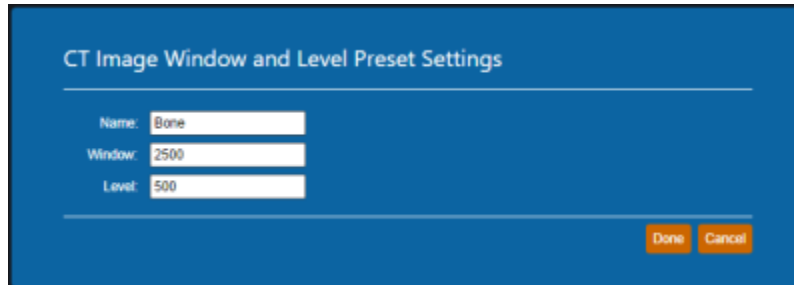 CT Image Window and Level Preset Settings
Name: Bone
Window: 2500
Level: 500
Done Cancel